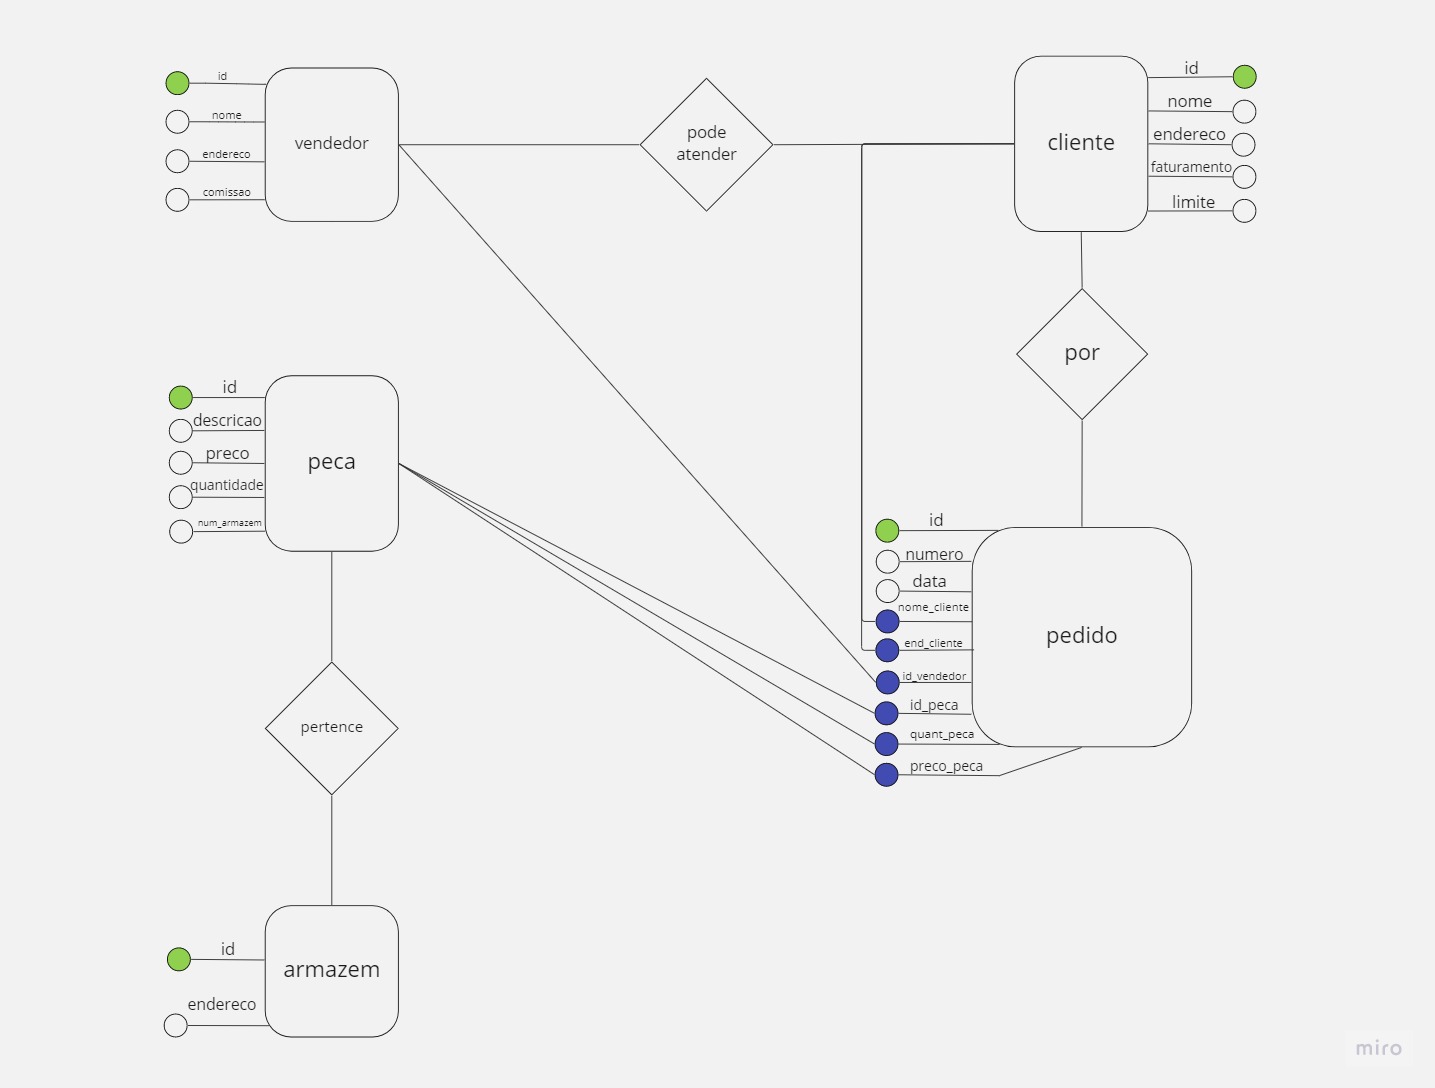 id
nome
endereco
comissao
vendedor
pode
atender
cliente
id
nome
endereco
faturamento
limite
por
id
descricao
preco
quantidade
num_armazem
peca
id
numero
data
nome_cliente
end_cliente
id_vendedor
id_peca
quant_peca
preco_peca
pedido
pertence
id
endereco
armazem
miro